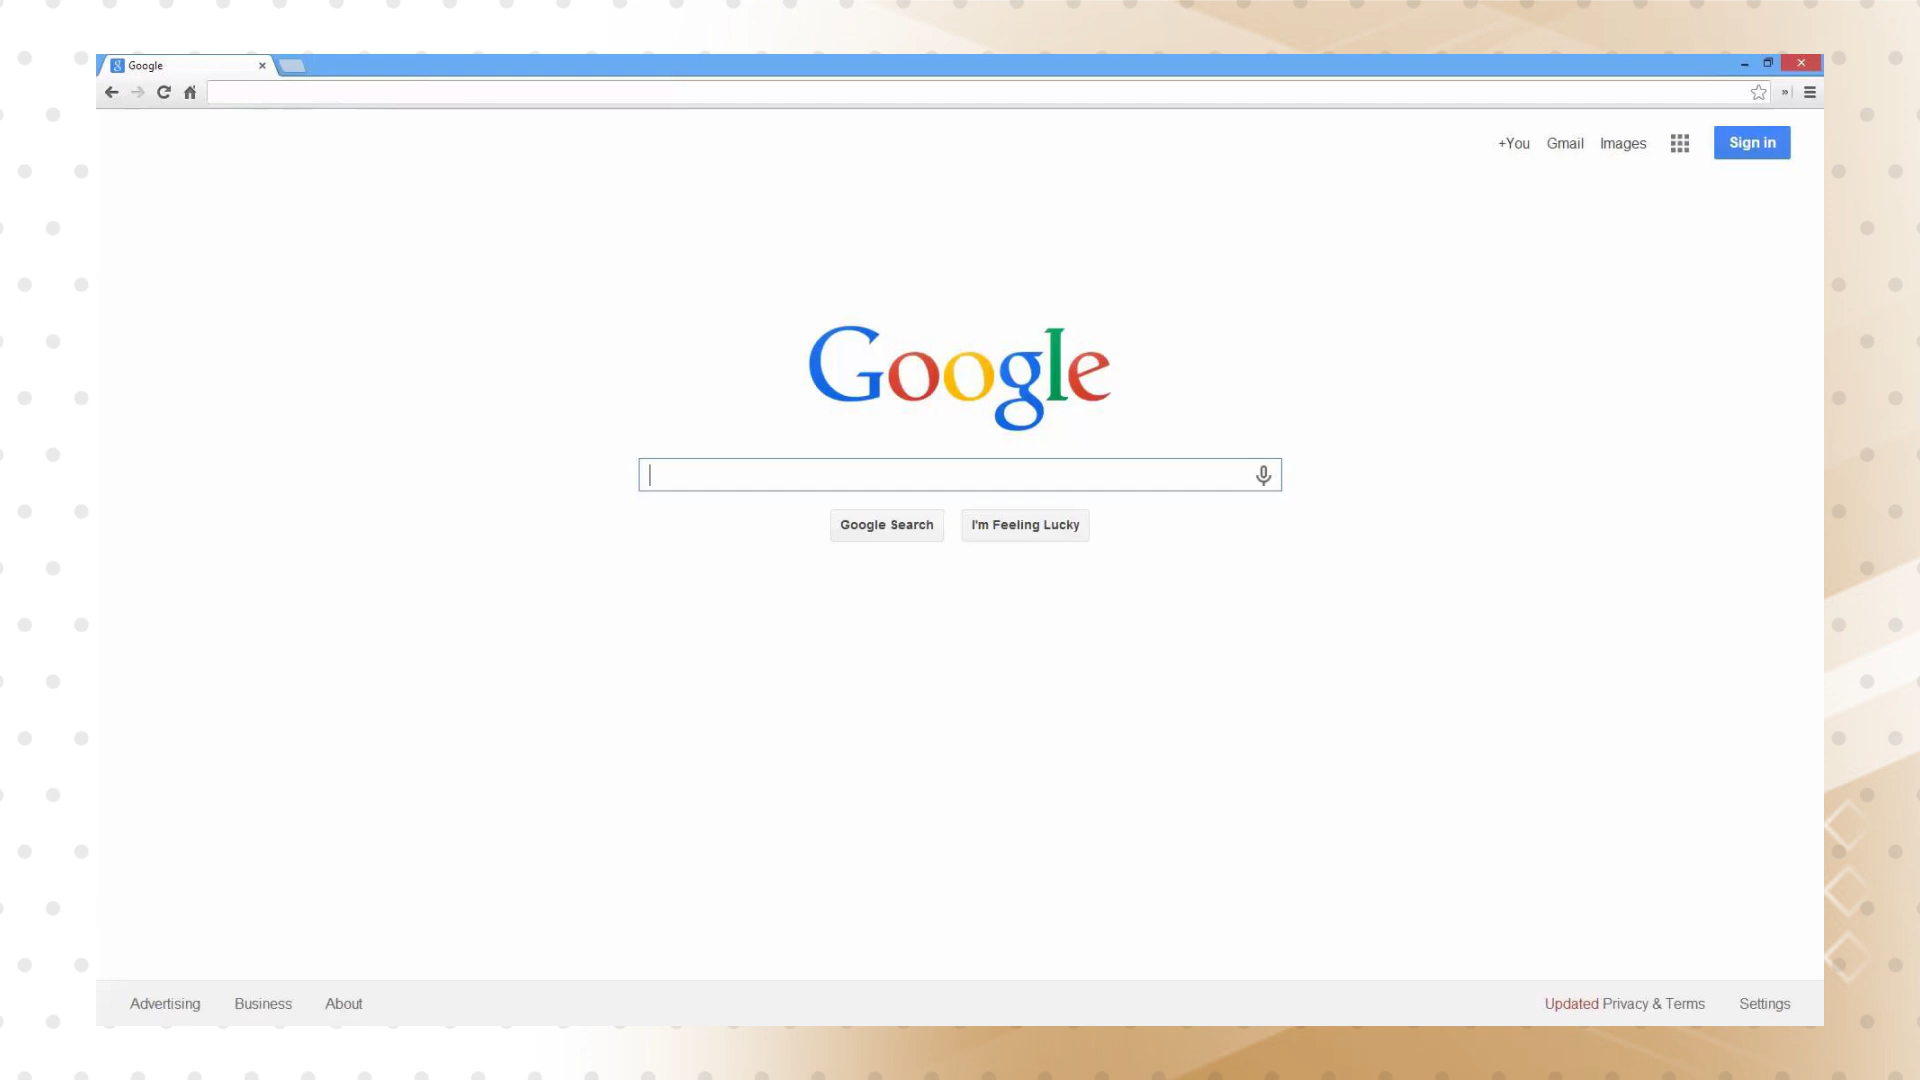 Google
+You Gmail Images Sign in
Google
Google Search I'm Feeling Lucky
Advertising Business About Updated Privacy & Terms Settings